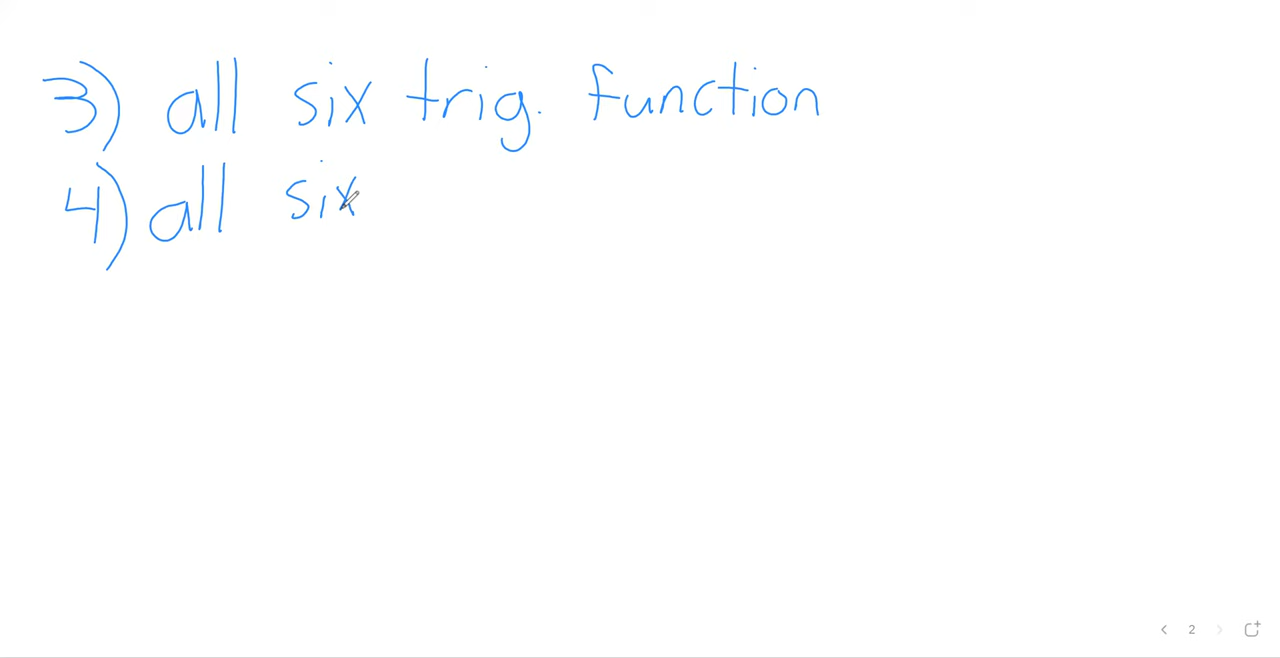 3) all six trig. function
4) all six
2